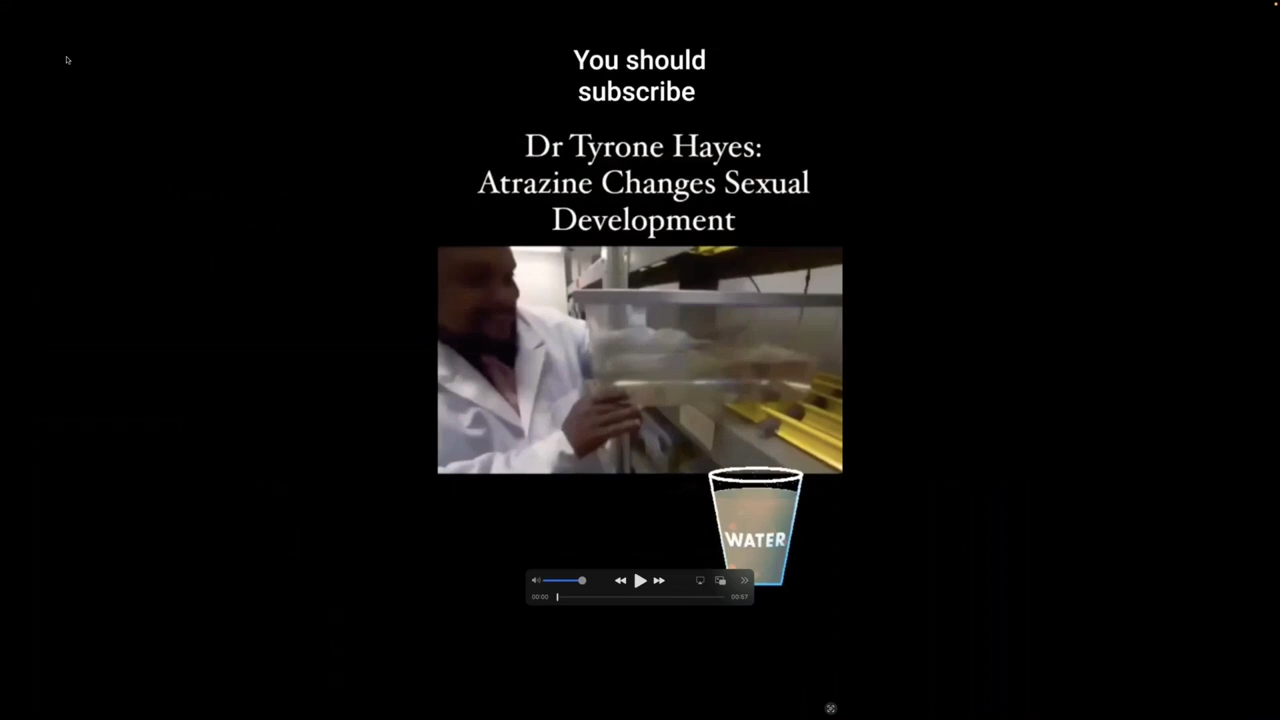 You should
subscribe
Dr Tyrone Hayes:
Atrazine Changes Sexual
Development
WATER
00:00
00:57